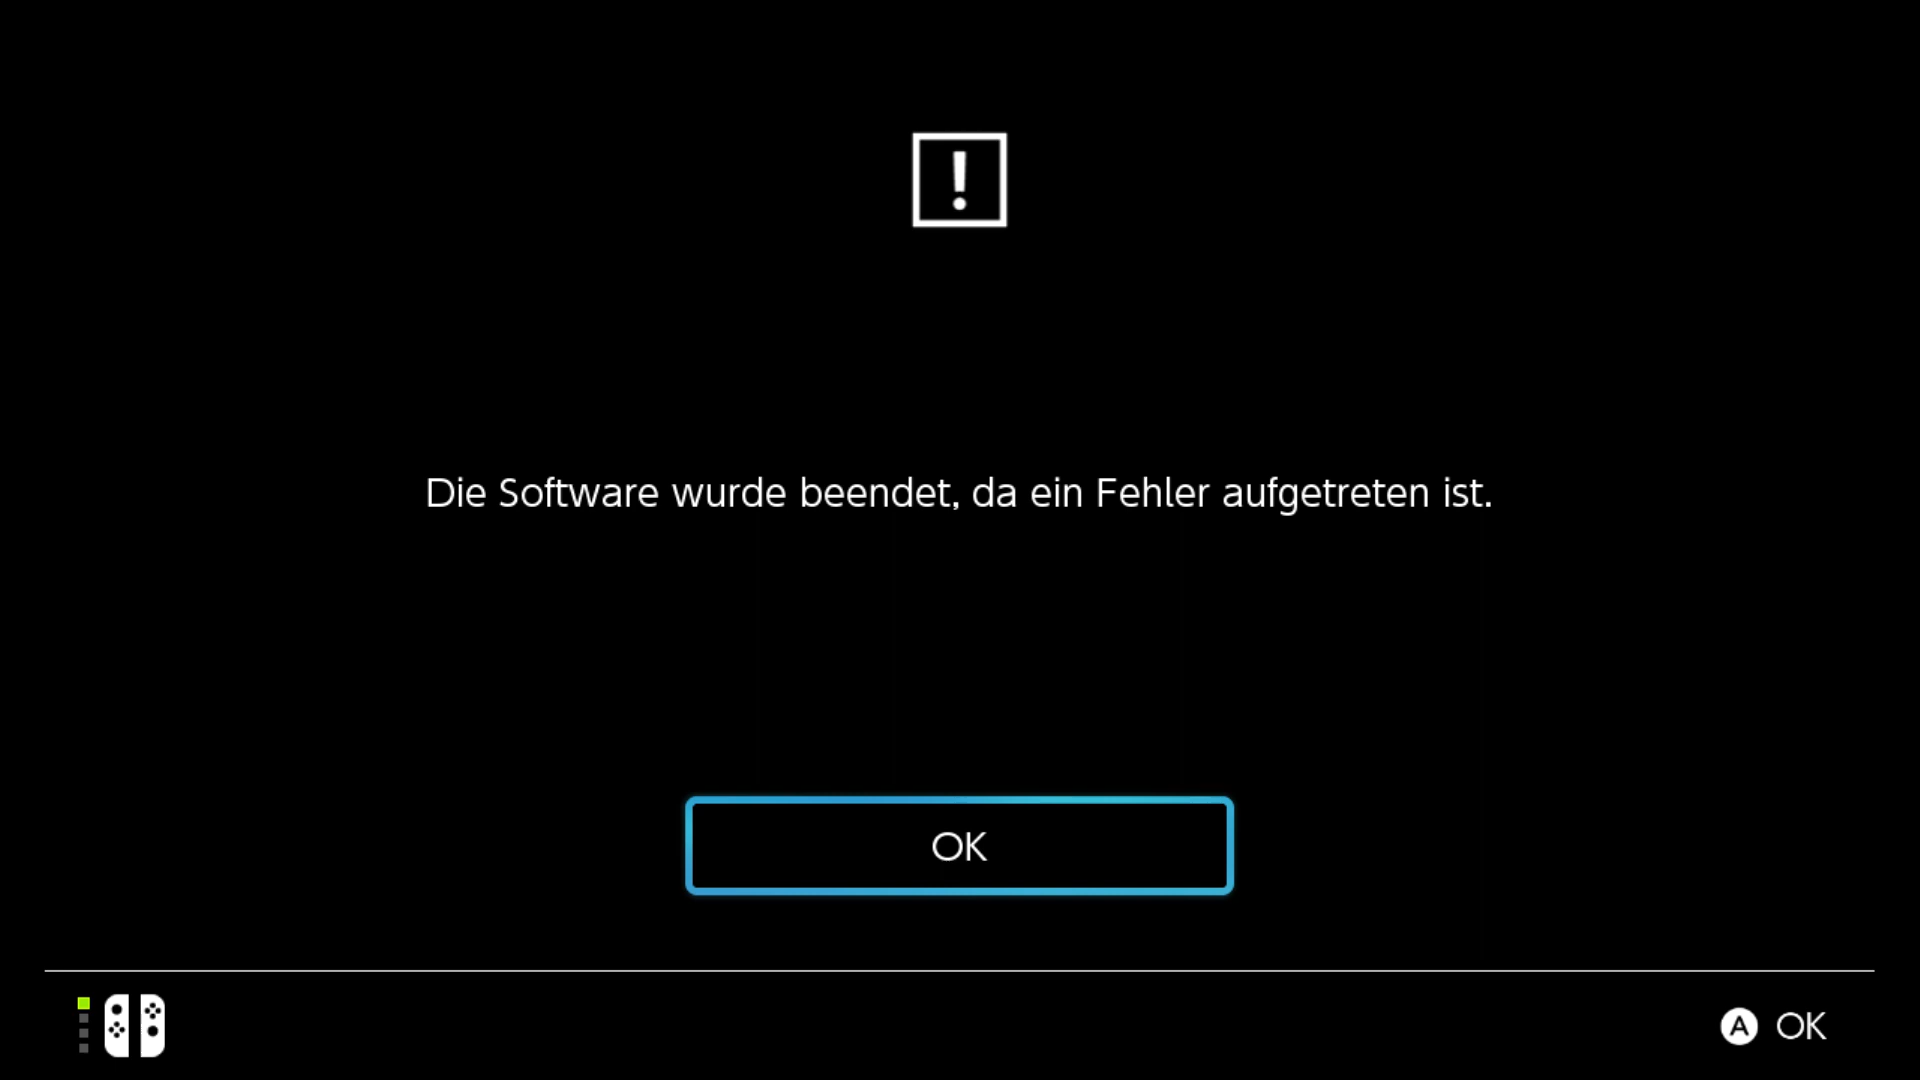 !
Die Software wurde beendet, da ein Fehler aufgetreten ist.
OK
A OK